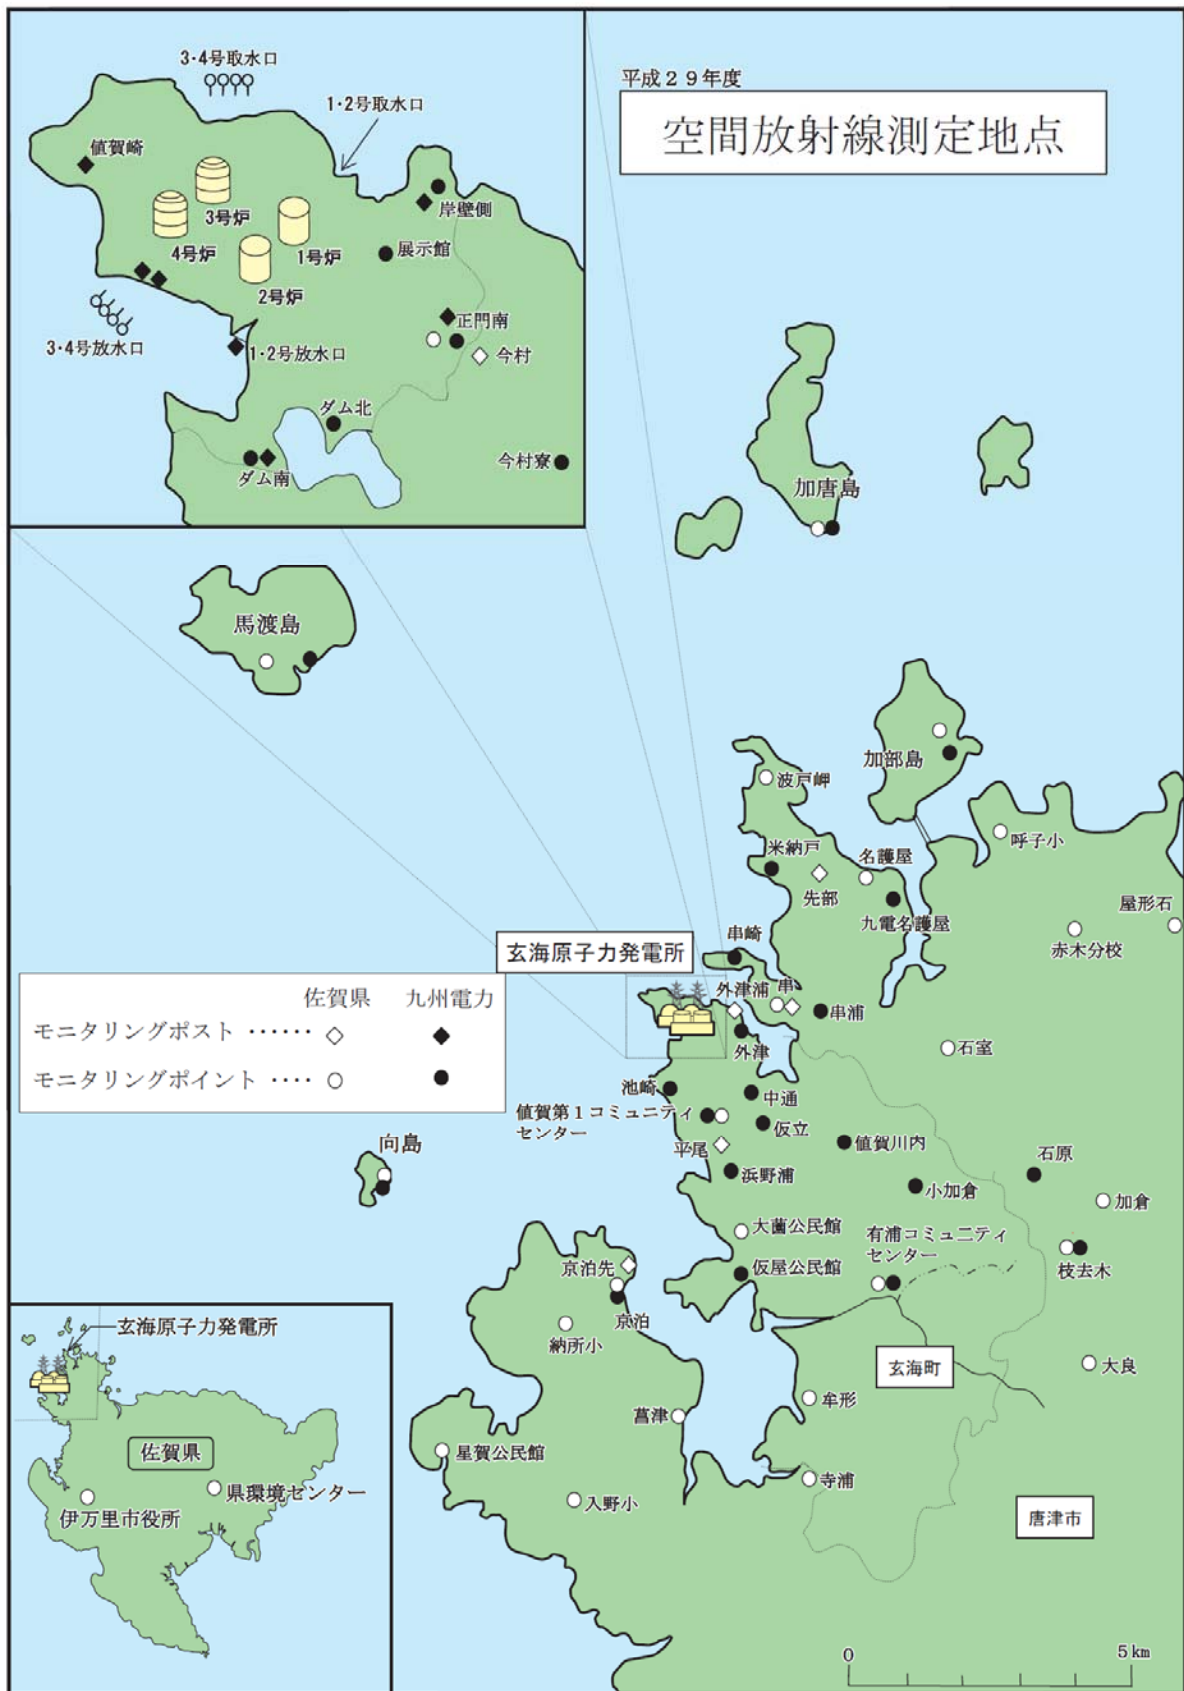 平成29年度
空間放射線測定地点
3・4号取水口
1・2号取水口
値賀崎
岸壁側
3号炉
4号炉
1号炉
展示館
2号炉
正門南
3・4号放水口
1・2号放水口
今村
ダム北
今村寮
ダム南
加唐島
馬渡島
加部島
波戸岬
呼子小
米納戸
名護屋
先部
九電名護屋
屋形石
赤木分校
串崎
玄海原子力発電所
外津浦
串
串浦
外津
石室
佐賀県 九州電力
モニタリングポスト ‥‥‥ ◇ ◆
モニタリングポイント ‥‥ ○ ●
池崎
中通
値賀第1コミュニティ
センター
仮立
平尾
値賀川内
石原
向島
浜野浦
小加倉
加倉
大薗公民館
有浦コミュニティ
センター
枝去木
京泊先
仮屋公民館
京泊
納所小
玄海町
大良
牟形
菖津
星賀公民館
寺浦
入野小
唐津市
玄海原子力発電所
佐賀県
県環境センター
伊万里市役所
0 5km